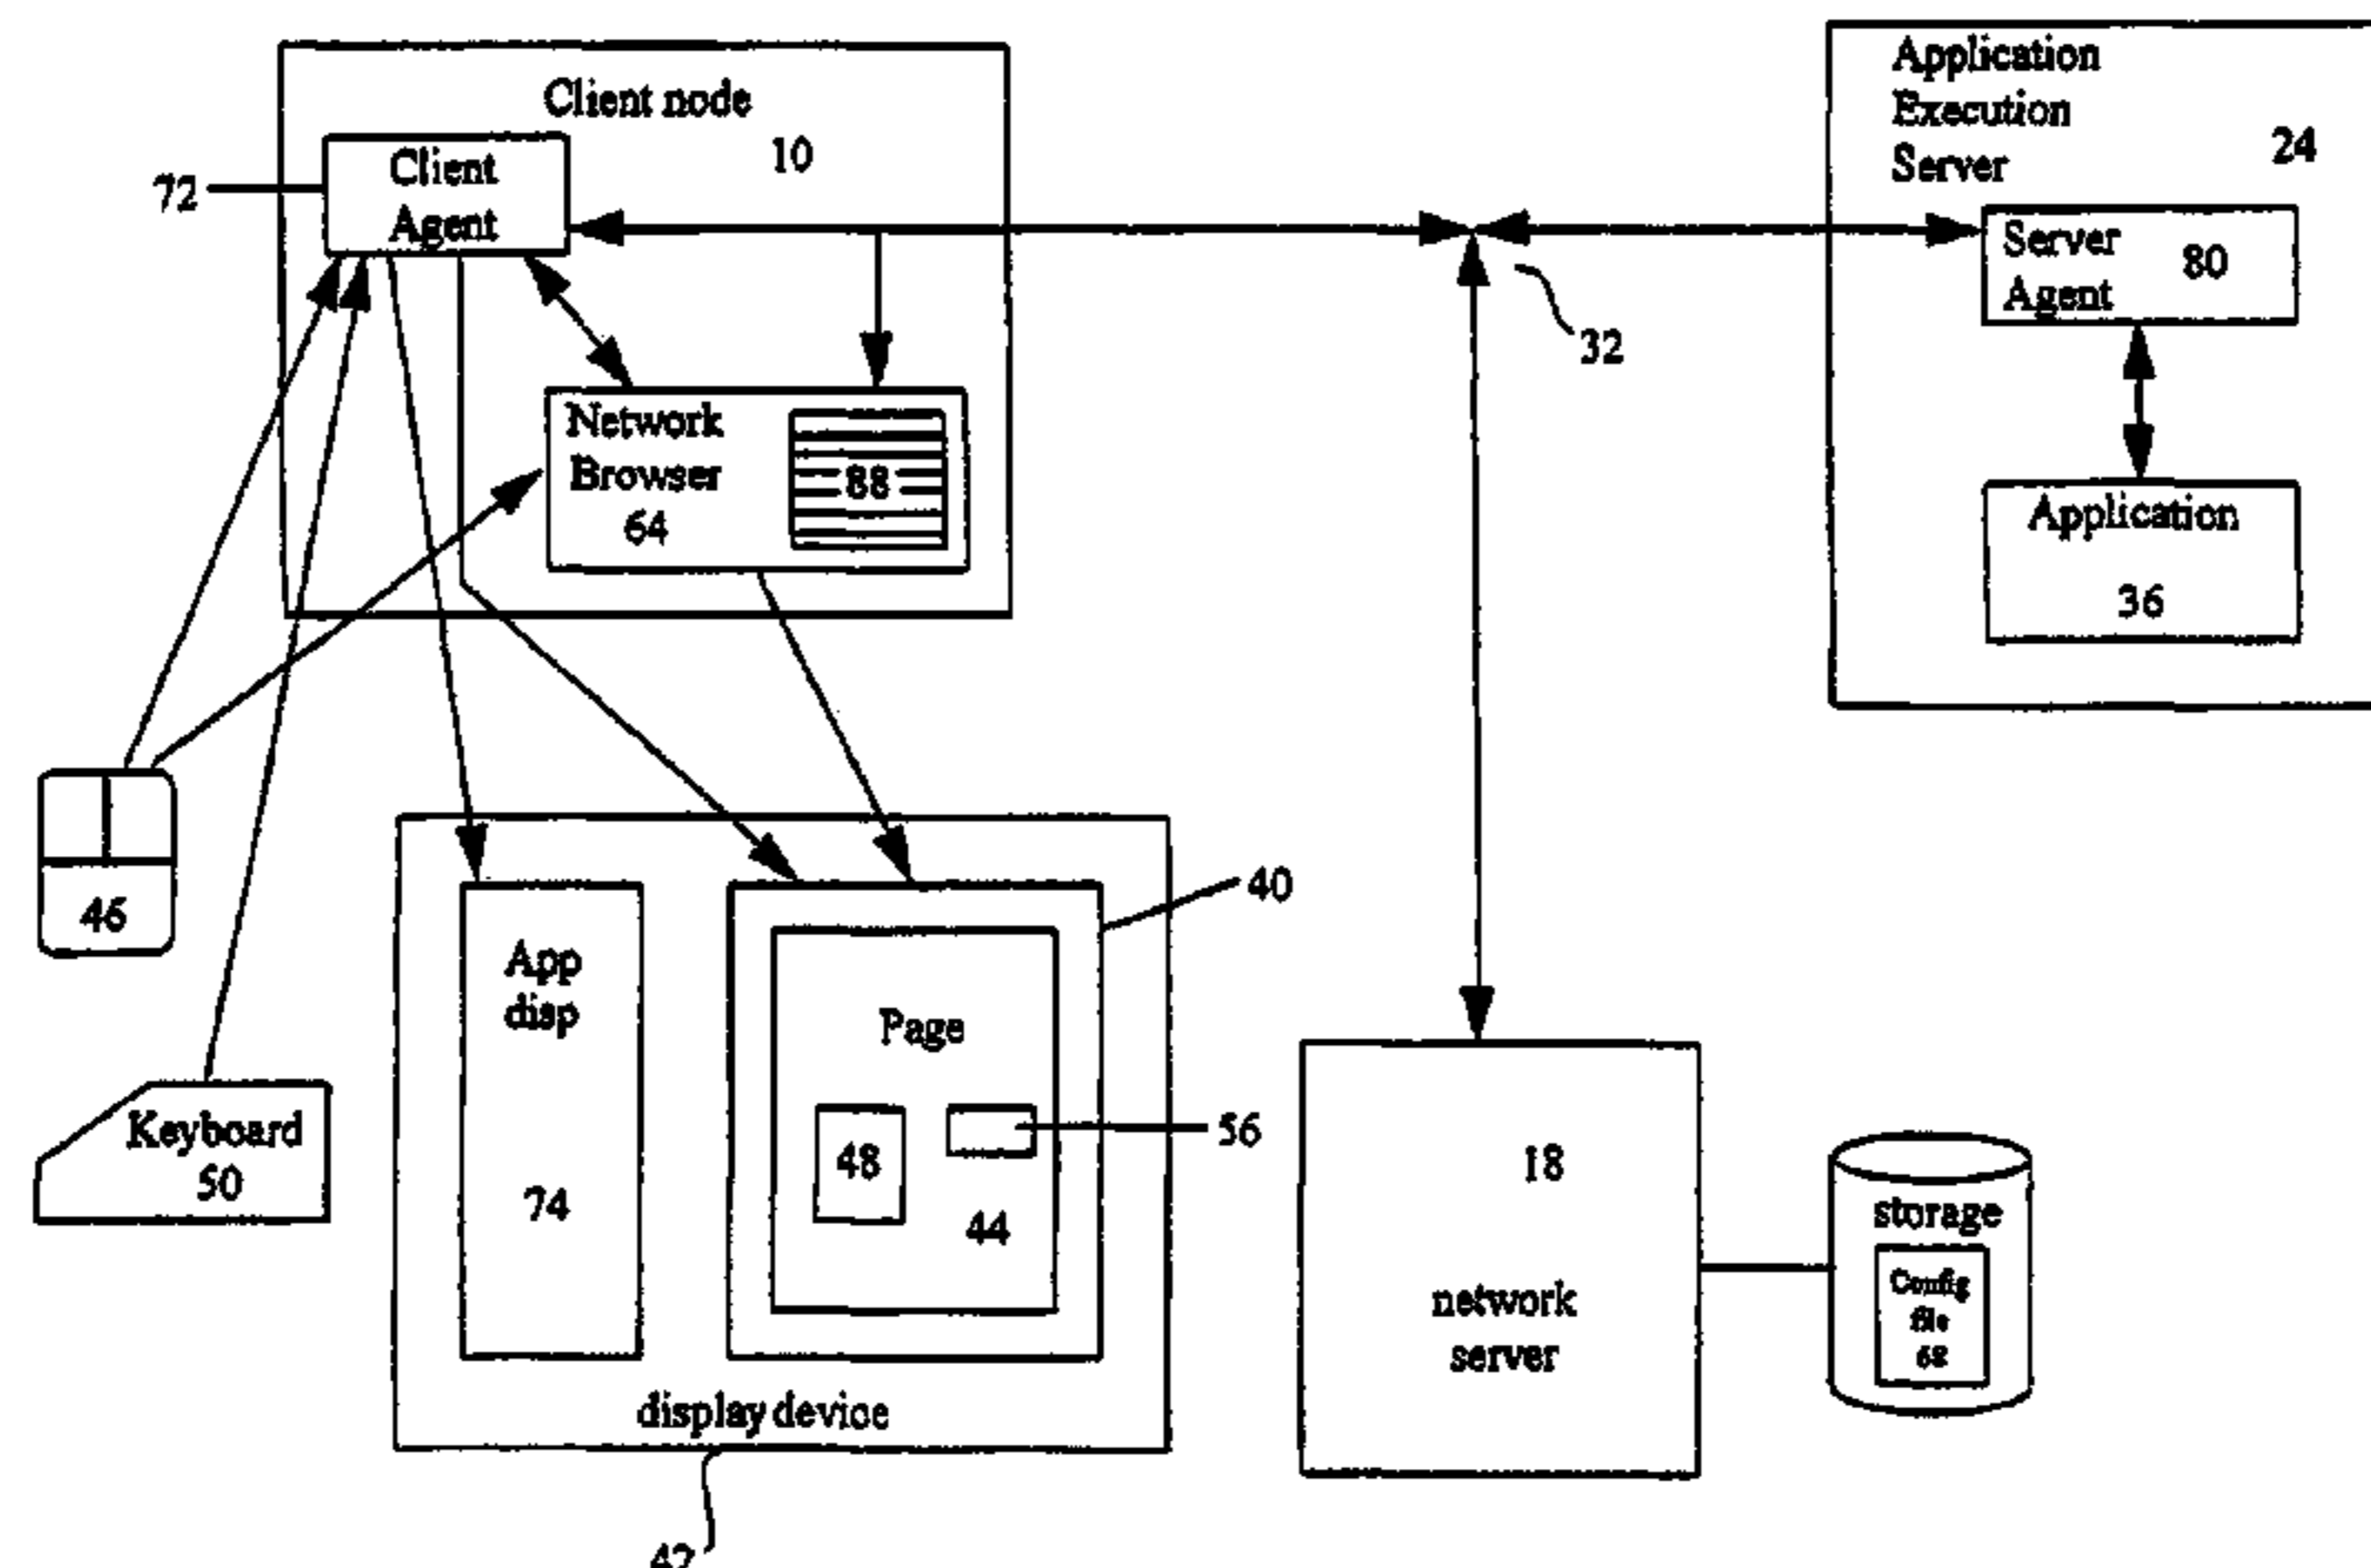 Client node
10
Client
Agent
72
Application
Execution
Server
24
Server
Agent
80
32
Network
Browser
64
88
Application
36
46
Keyboard
50
App
disp
74
Page
48
44
40
56
display device
42
18
network
server
storage
Config
file
68